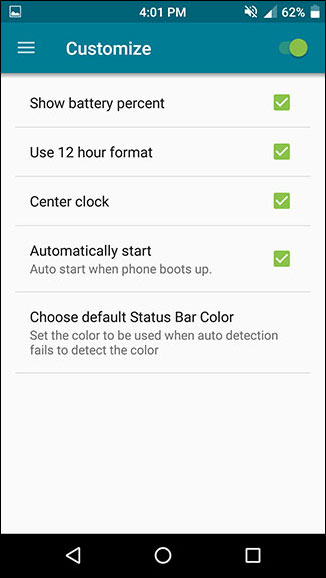 4:01 PM 62%
Customize
Show battery percent
Use 12 hour format
Center clock
Automatically start
Auto start when phone boots up.
Choose default Status Bar Color
Set the color to be used when auto detection
fails to detect the color